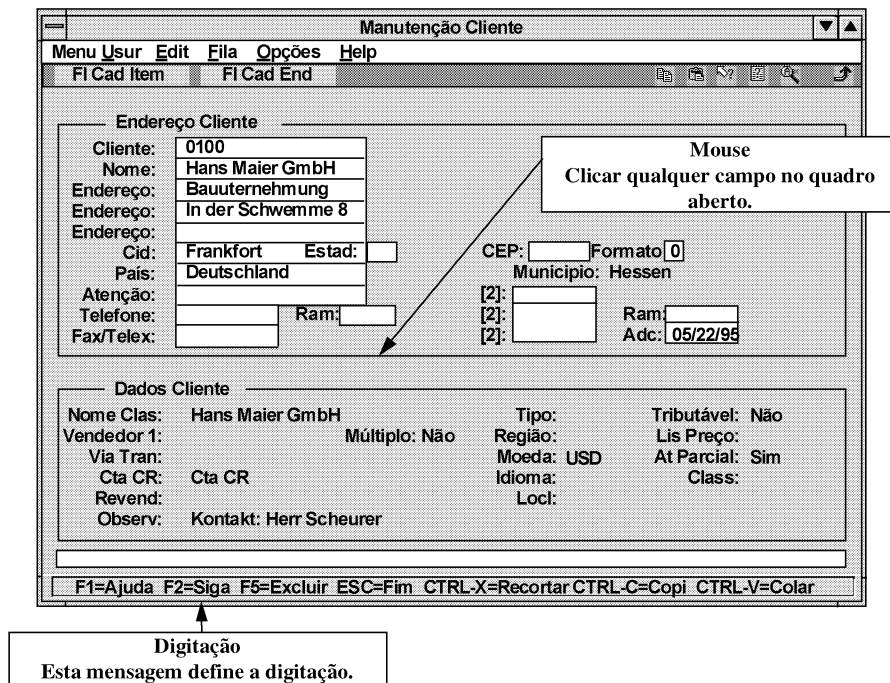 Manutenção Cliente
Menu Usur Edit Fila Opções Help
Fl Cad Item Fl Cad End
Endereço Cliente
Cliente: 0100
Nome: Hans Maier GmbH
Endereço: Bauuternehmung
Endereço: In der Schwemme 8
Endereço:
Cid: Frankfort Estad: CEP: Formato 0
País: Deutschland Municipio: Hessen
Atenção: [2]:
Telefone: Ram: [2]: Ram:
Fax/Telex: [2]: Adc: 05/22/95
Mouse
Clicar qualquer campo no quadro
aberto.
Dados Cliente
Nome Clas: Hans Maier GmbH Tipo: Tributável: Não
Vendedor 1: Múltiplo: Não Região: Lis Preço:
Via Tran: Moeda: USD At Parcial: Sim
Cta CR: Cta CR Idioma: Class:
Revend: Locl:
Observ: Kontakt: Herr Scheurer
F1=Ajuda F2=Siga F5=Excluir ESC=Fim CTRL-X=Recortar CTRL-C=Copi CTRL-V=Colar
Digitação
Esta mensagem define a digitação.